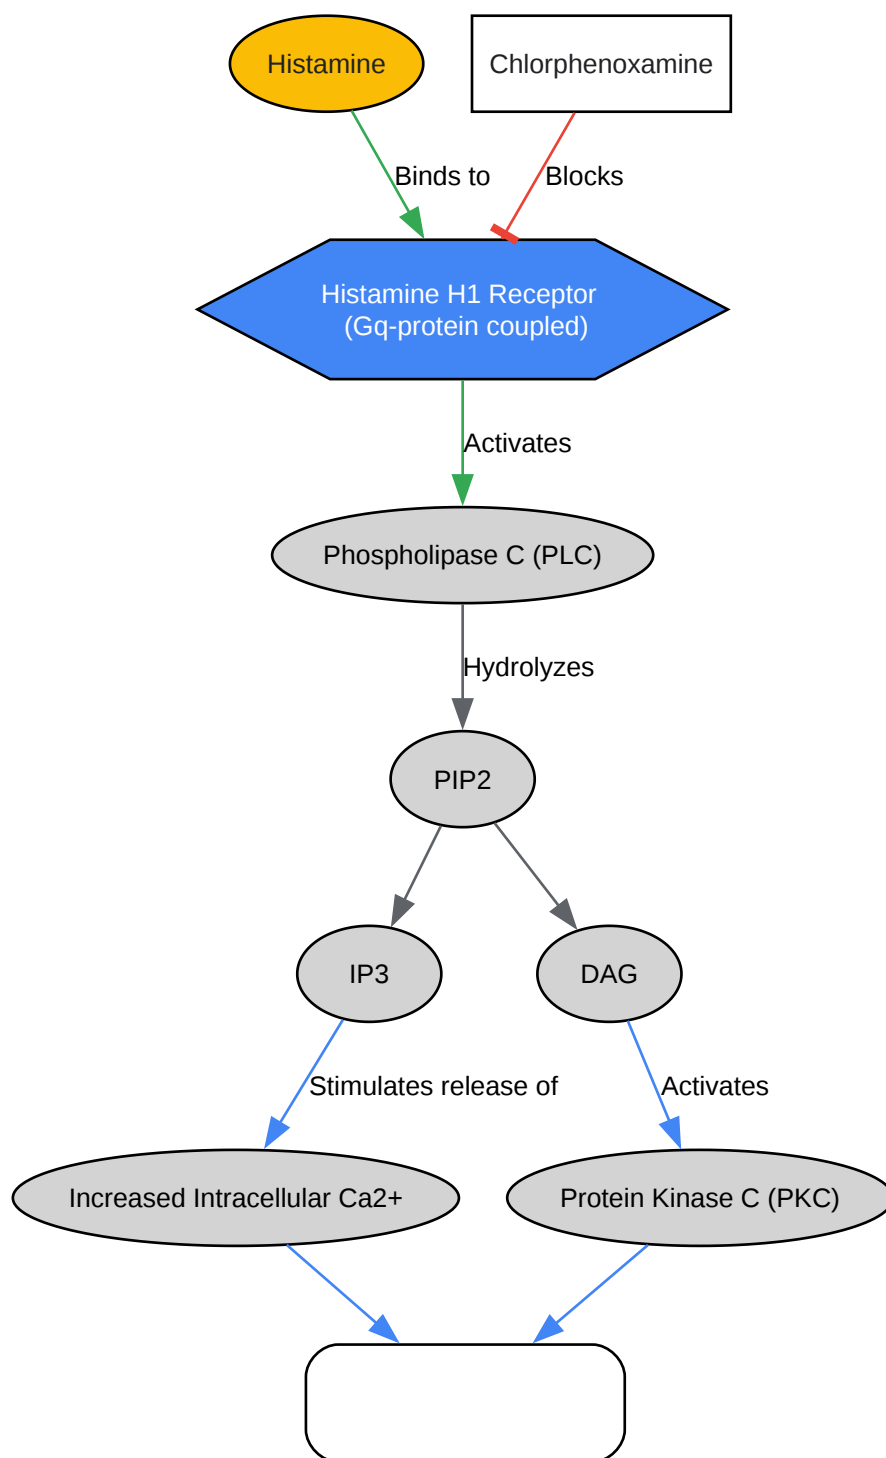 Histamine
Chlorphenoxamine
Binds to
Blocks
Histamine H1 Receptor
(Gq-protein coupled)
Activates
Phospholipase C (PLC)
Hydrolyzes
PIP2
IP3
DAG
Stimulates release of
Activates
Increased Intracellular Ca2+
Protein Kinase C (PKC)